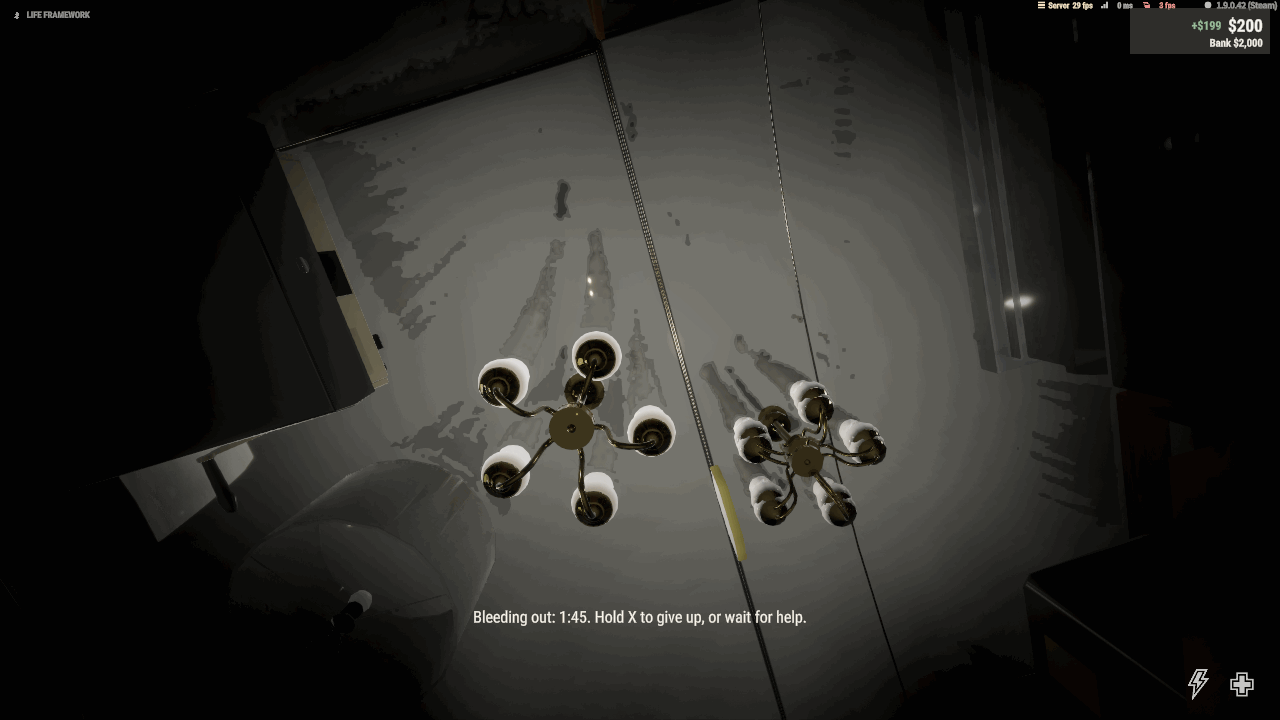 LIFE FRAMEWORK
Server 29 fps 0 ms 3 fps 1.9.0.42 (Steam)
+$199 $200
Bank $2,000
Bleeding out: 1:45. Hold X to give up, or wait for help.